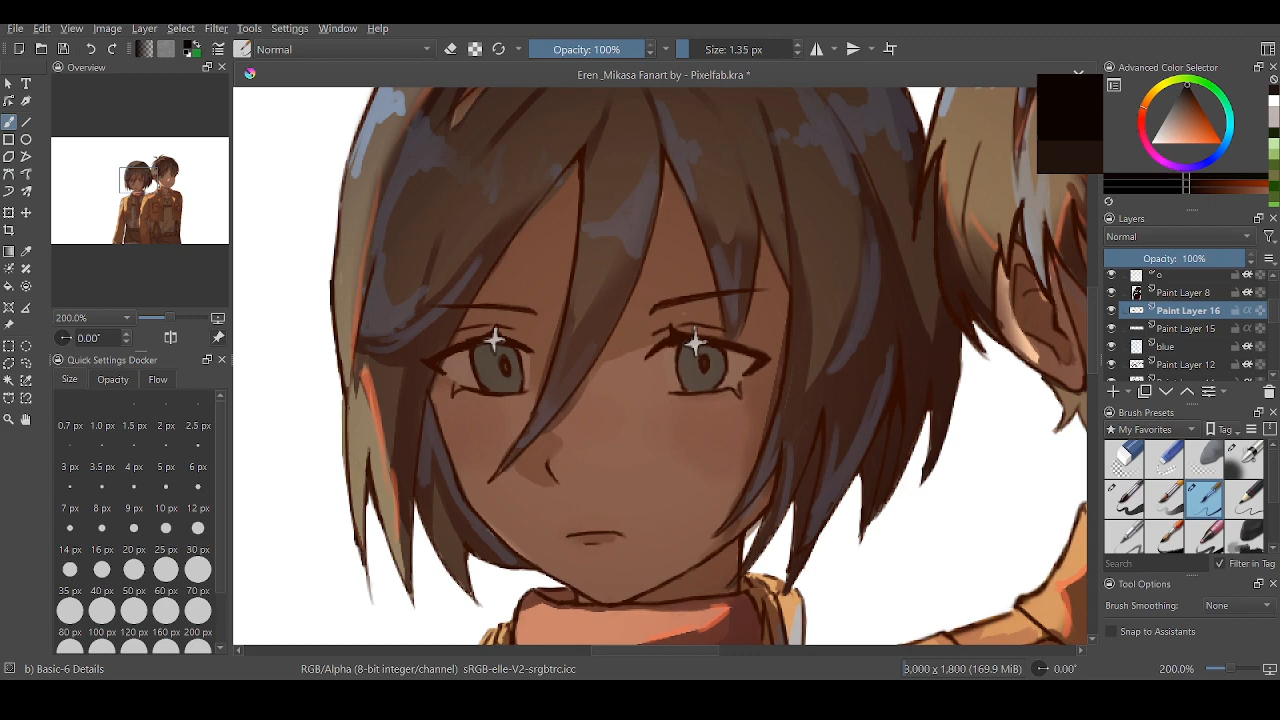 File Edit View Image Layer Select Filter Tools Settings Window Help
Normal Opacity: 100% Size: 1.35 px
Overview
Eren _Mikasa Fanart by - Pixelfab.kra *
Advanced Color Selector
200.0%
0.00°
Quick Settings Docker
Size Opacity Flow
0.7 px 1.0 px 1.5 px 2 px 2.5 px
3 px 3.5 px 4 px 5 px 6 px
7 px 8 px 9 px 10 px 12 px
14 px 16 px 20 px 25 px 30 px
35 px 40 px 50 px 60 px 70 px
80 px 100 px 120 px 160 px 200 px
Layers
Normal
Opacity: 100%
Paint Layer 8
Paint Layer 16
Paint Layer 15
blue
Paint Layer 12
Brush Presets
★ My Favorites Tag
Search Filter in Tag
Tool Options
Brush Smoothing: None
Snap to Assistants
b) Basic-6 Details RGB/Alpha (8-bit integer/channel) sRGB-elle-V2-srgbtrc.icc 3,000 x 1,800 (169.9 MiB) 0.00° 200.0%